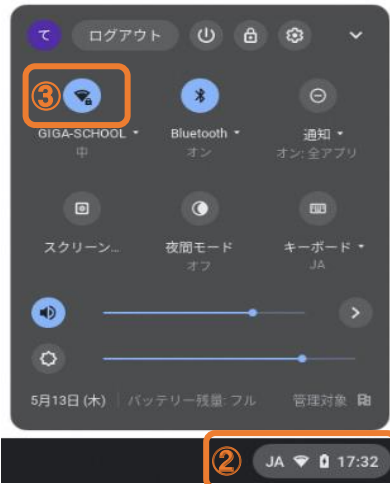 て ログアウト
③
GIGA-SCHOOL Bluetooth 通知
中 オン オン: 全アプリ
スクリーン... 夜間モード キーボード
オフ JA
5月13日 (木) バッテリー残量: フル 管理対象
② JA 17:32